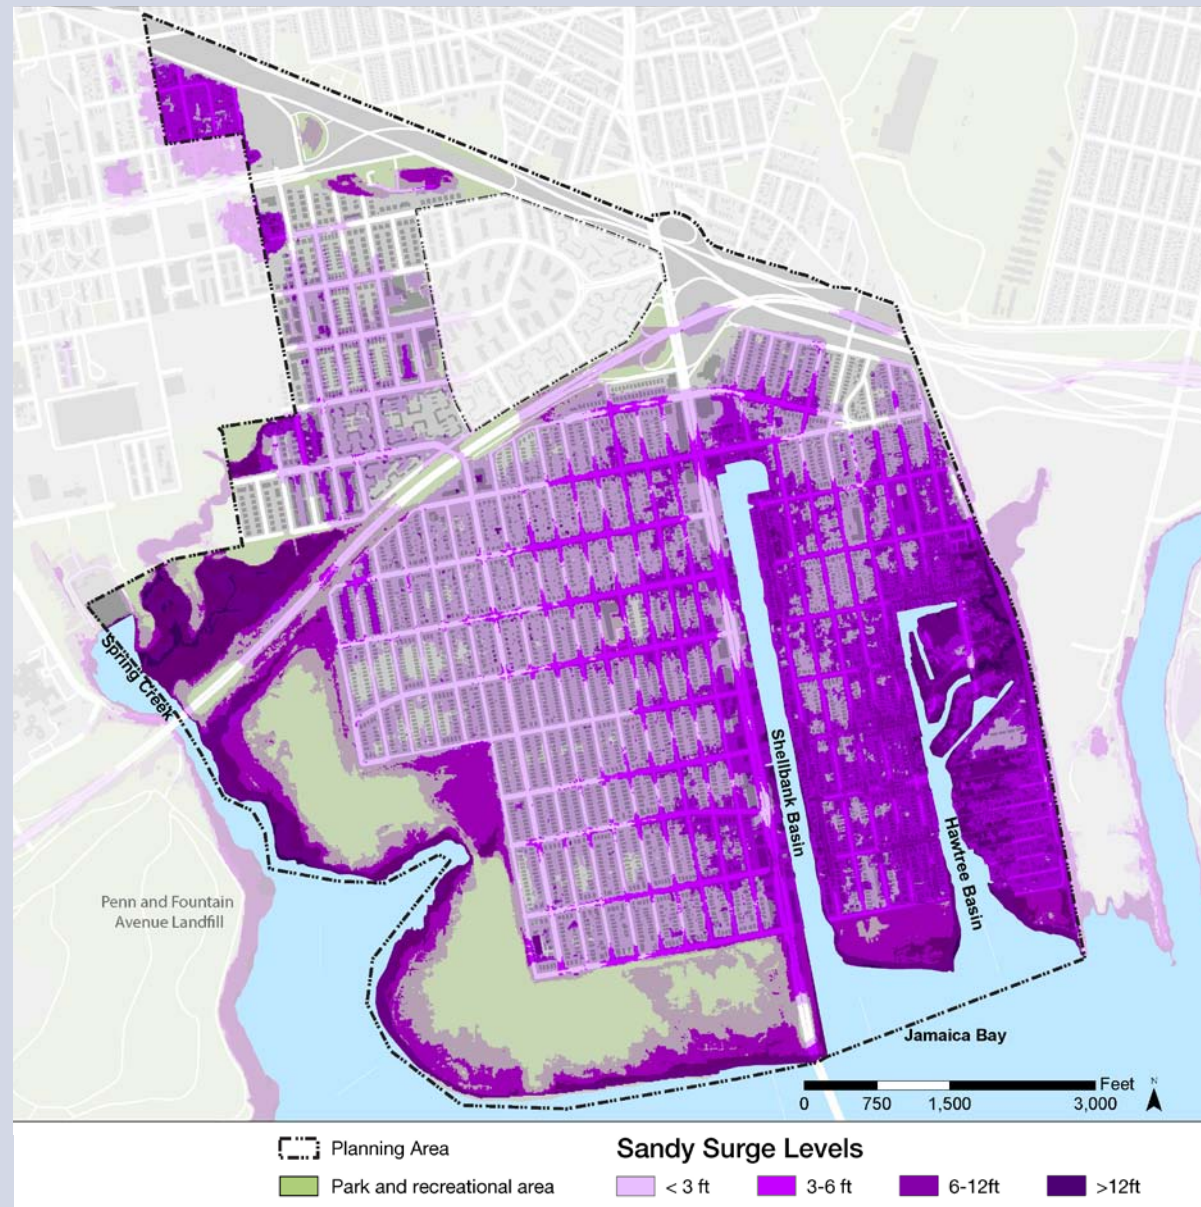 Spring Creek
Penn and Fountain
Avenue Landfill
Shellbank Basin
Hawtree Basin
Jamaica Bay
Feet
N
0 750 1,500 3,000
Planning Area
Park and recreational area
Sandy Surge Levels
< 3 ft 3-6 ft 6-12ft >12ft